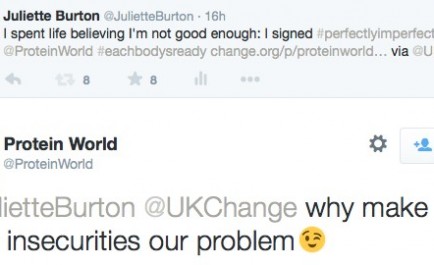 Juliette Burton @JulietteBurton · 16h
I spent life believing I'm not good enough: I signed #perfectlyimperfect
@ProteinWorld #eachbodysready change.org/p/proteinworld... via @U
8 8
Protein World
@ProteinWorld
lietteBurton @UKChange why make
insecurities our problem😉